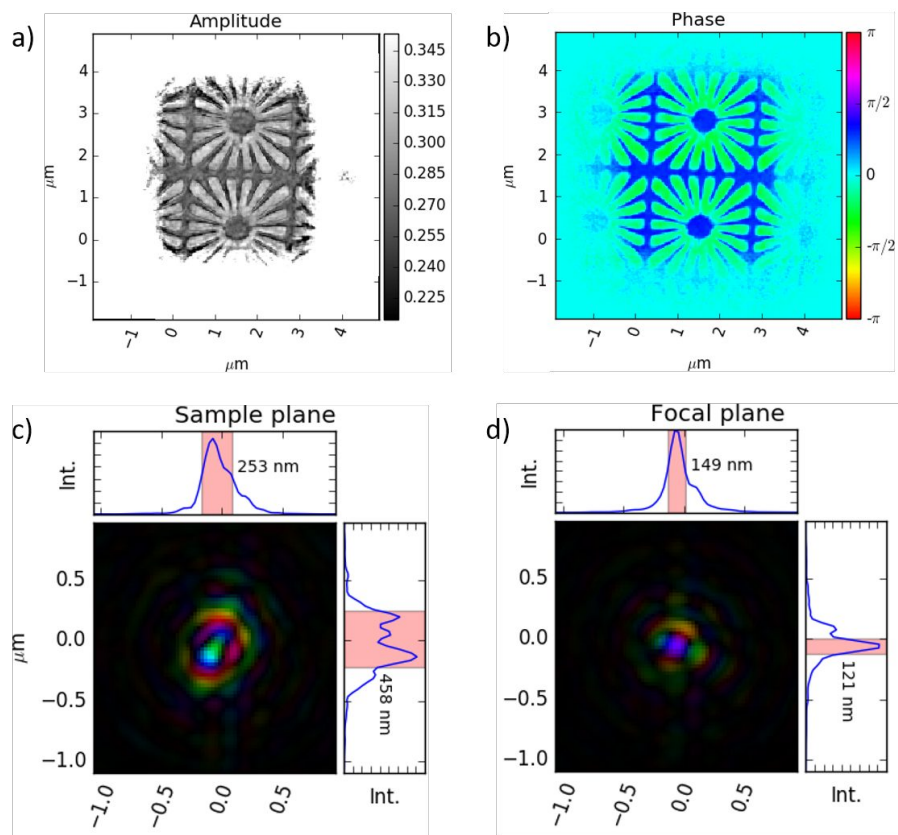 a)
Amplitude
4
3
2
1
0
−1
μm
−1
0
1
2
3
4
μm
0.345
0.330
0.315
0.300
0.285
0.270
0.255
0.240
0.225
b)
Phase
4
3
2
1
0
−1
μm
−1
0
1
2
3
4
μm
π
π/2
0
-π/2
-π
c)
Sample plane
Int.
253 nm
0.5
0.0
−0.5
−1.0
μm
−1.0
−0.5
0.0
0.5
458 nm
Int.
d)
Focal plane
Int.
149 nm
0.5
0.0
−0.5
−1.0
−1.0
−0.5
0.0
0.5
121 nm
Int.